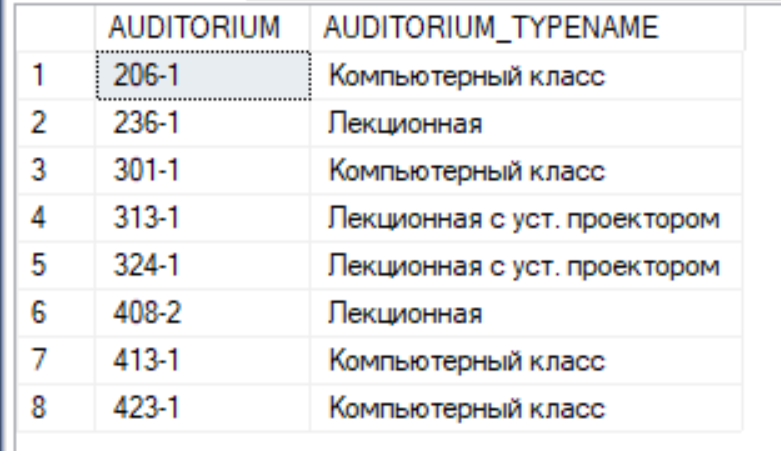 AUDITORIUM AUDITORIUM_TYPENAME
1 206-1 Компьютерный класс
2 236-1 Лекционная
3 301-1 Компьютерный класс
4 313-1 Лекционная с уст. проектором
5 324-1 Лекционная с уст. проектором
6 408-2 Лекционная
7 413-1 Компьютерный класс
8 423-1 Компьютерный класс